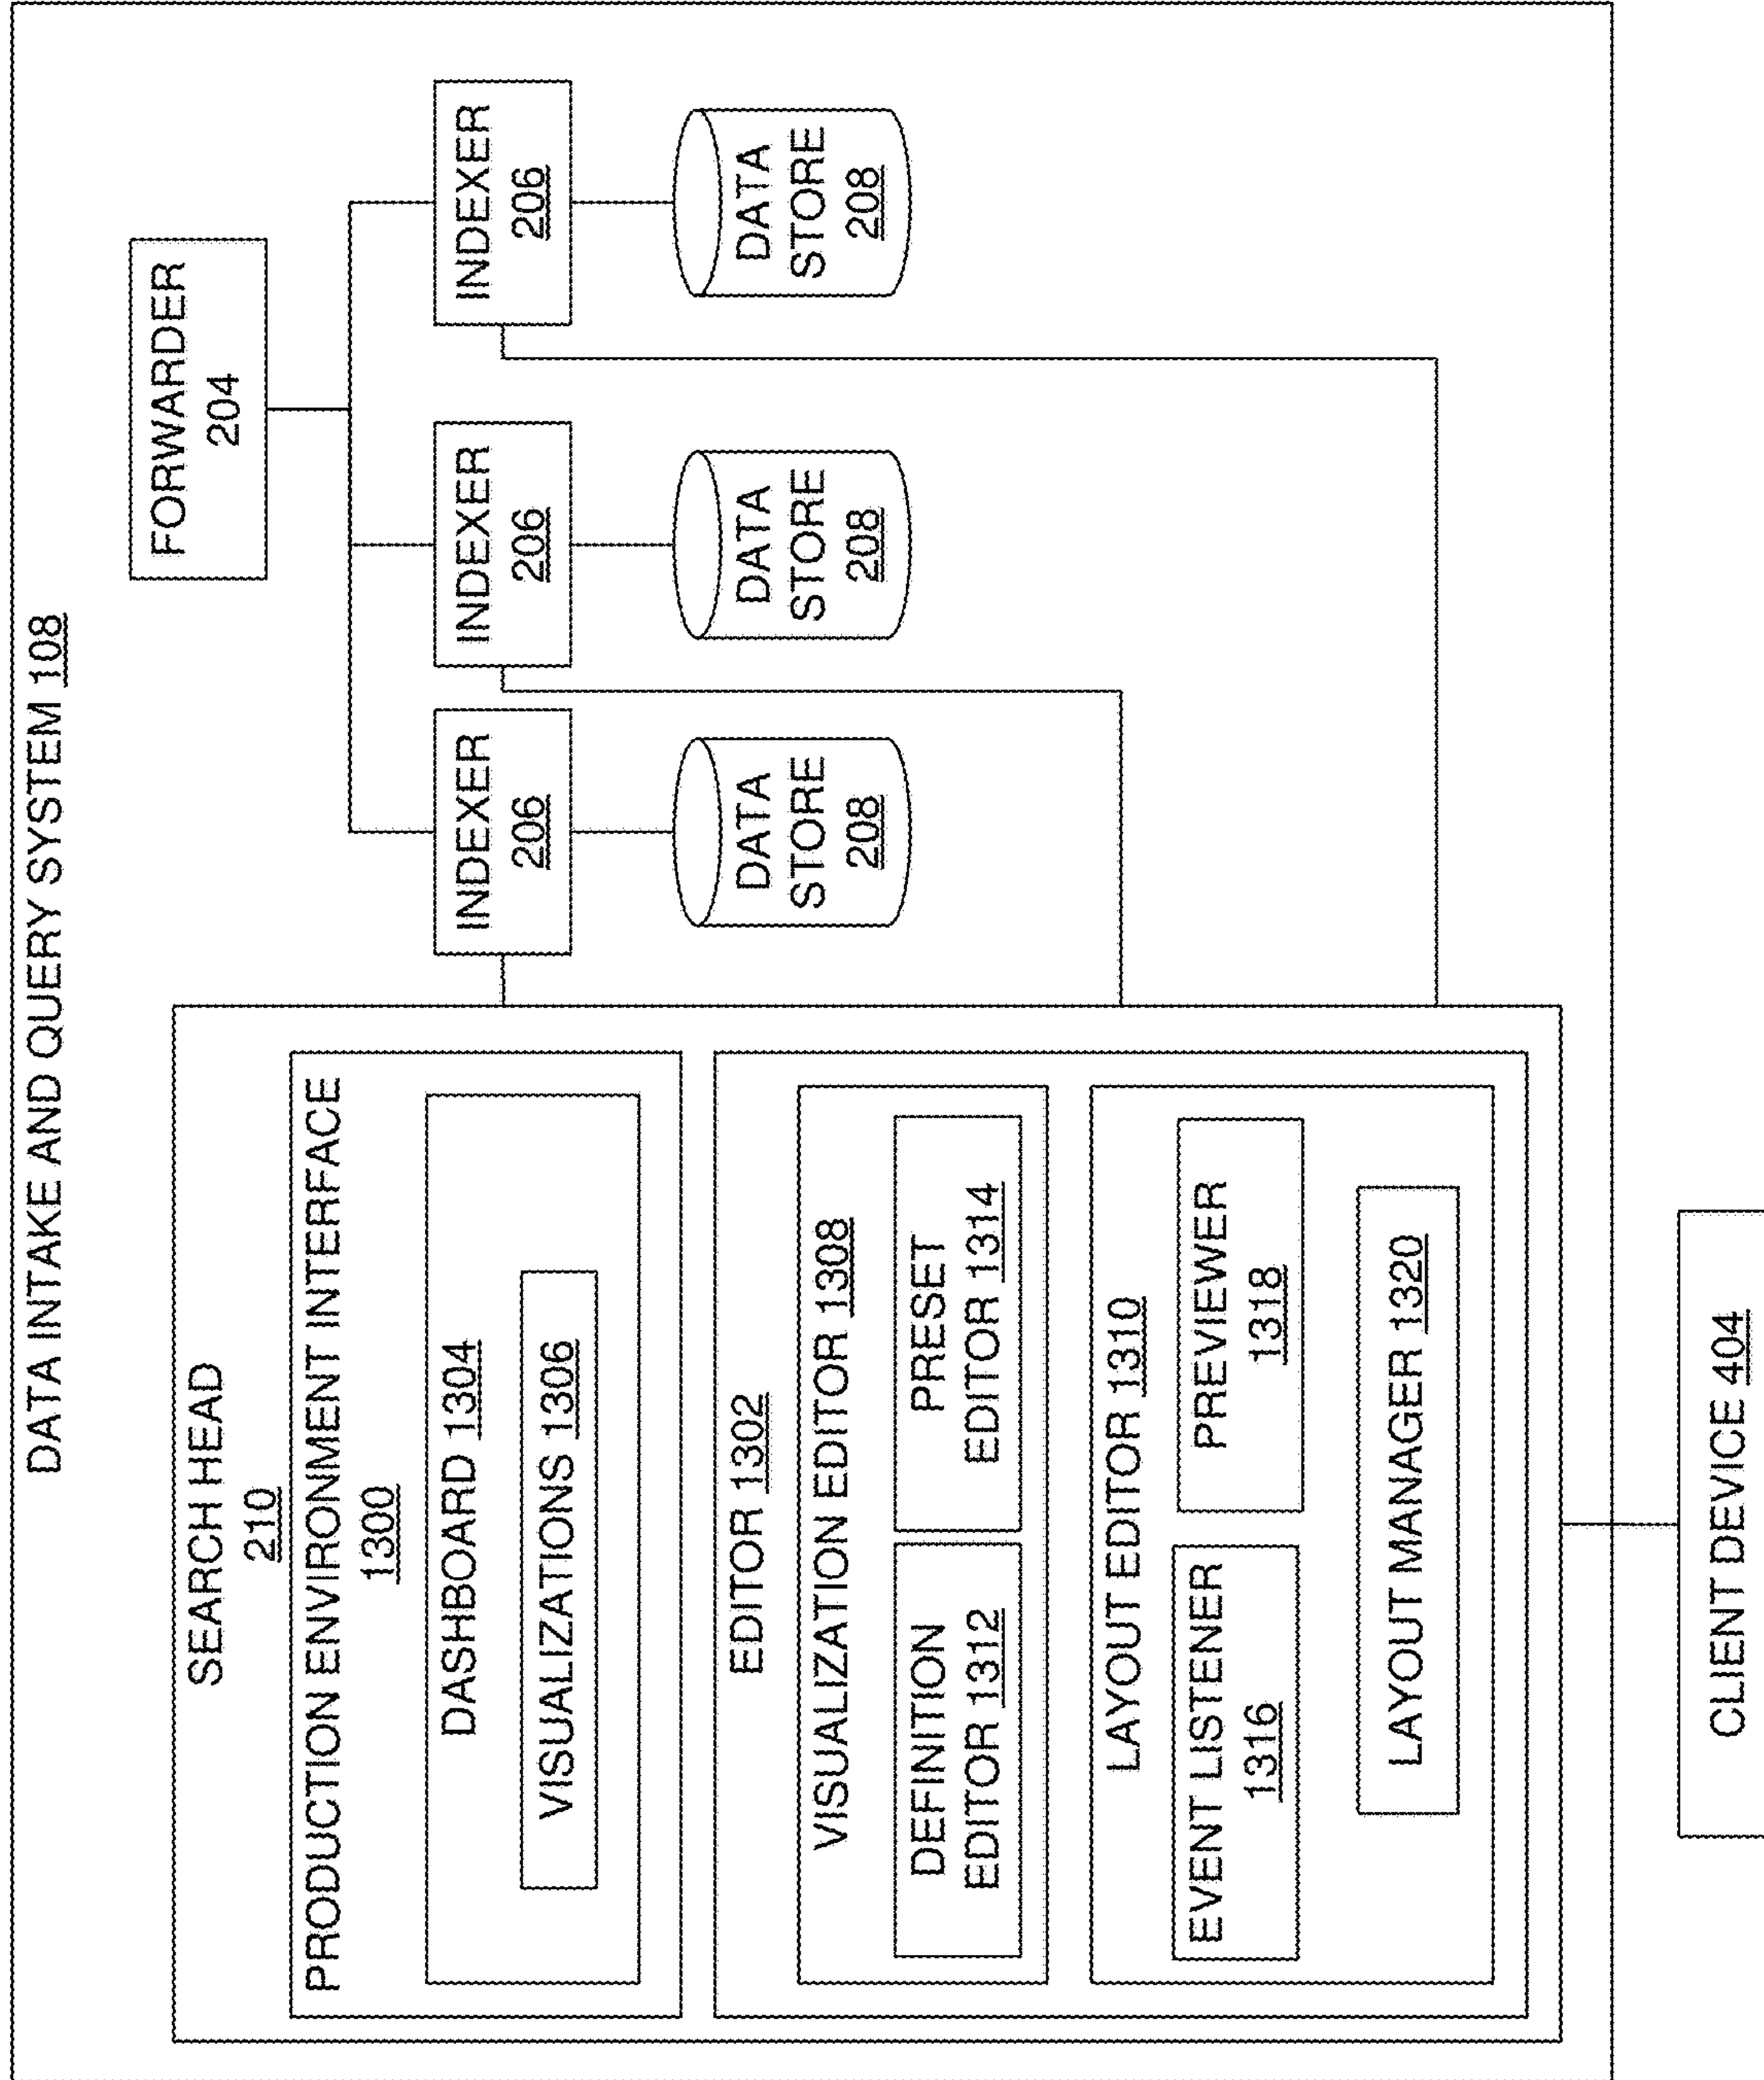 DATA INTAKE AND QUERY SYSTEM 108
SEARCH HEAD
210
PRODUCTION ENVIRONMENT INTERFACE
1300
DASHBOARD 1304
VISUALIZATIONS 1306
EDITOR 1302
VISUALIZATION EDITOR 1308
DEFINITION
EDITOR 1312
PRESET
EDITOR 1314
LAYOUT EDITOR 1310
EVENT LISTENER
1316
PREVIEWER
1318
LAYOUT MANAGER 1320
FORWARDER
204
INDEXER
206
INDEXER
206
INDEXER
206
DATA
STORE
208
DATA
STORE
208
DATA
STORE
208
CLIENT DEVICE 404